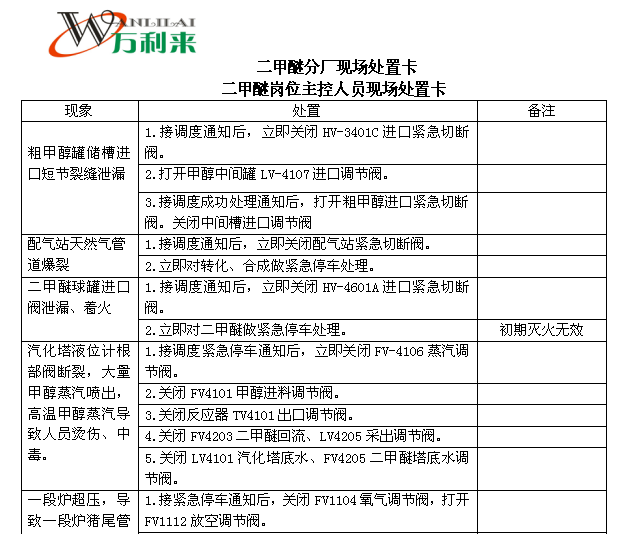 WANLILAI
万利来
二甲醚分厂现场处置卡
二甲醚岗位主控人员现场处置卡
现象 处置 备注
粗甲醇罐储槽进
口短节裂缝泄漏
1.接调度通知后，立即关闭 HV-3401C 进口紧急切断
阀。
2.打开甲醇中间罐 LV-4107 进口调节阀。
3.接调度成功处理通知后，打开粗甲醇进口紧急切断
阀。关闭中间槽进口调节阀
配气站天然气管
道爆裂
1.接调度通知后，立即关闭配气站紧急切断阀。
2.立即对转化、合成做紧急停车处理。
二甲醚球罐进口
阀泄漏、着火
1.接调度通知后，立即关闭 HV-4601A 进口紧急切断
阀。
2.立即对二甲醚做紧急停车处理。 初期灭火无效
汽化塔液位计根
部阀断裂，大量
甲醇蒸汽喷出，
高温甲醇蒸汽导
致人员烫伤、中
毒。
1.接调度紧急停车通知后，立即关闭 FV-4106 蒸汽调
节阀。
2.关闭 FV4101 甲醇进料调节阀。
3.关闭反应器 TV4101 出口调节阀。
4.关闭 FV4203 二甲醚回流、LV4205 采出调节阀。
5.关闭 LV4101 汽化塔底水、FV4205 二甲醚塔底水调
节阀。
一段炉超压，导
致一段炉猪尾管
1.接紧急停车通知后，关闭 FV1104 氧气调节阀，打开
FV1112 放空调节阀。